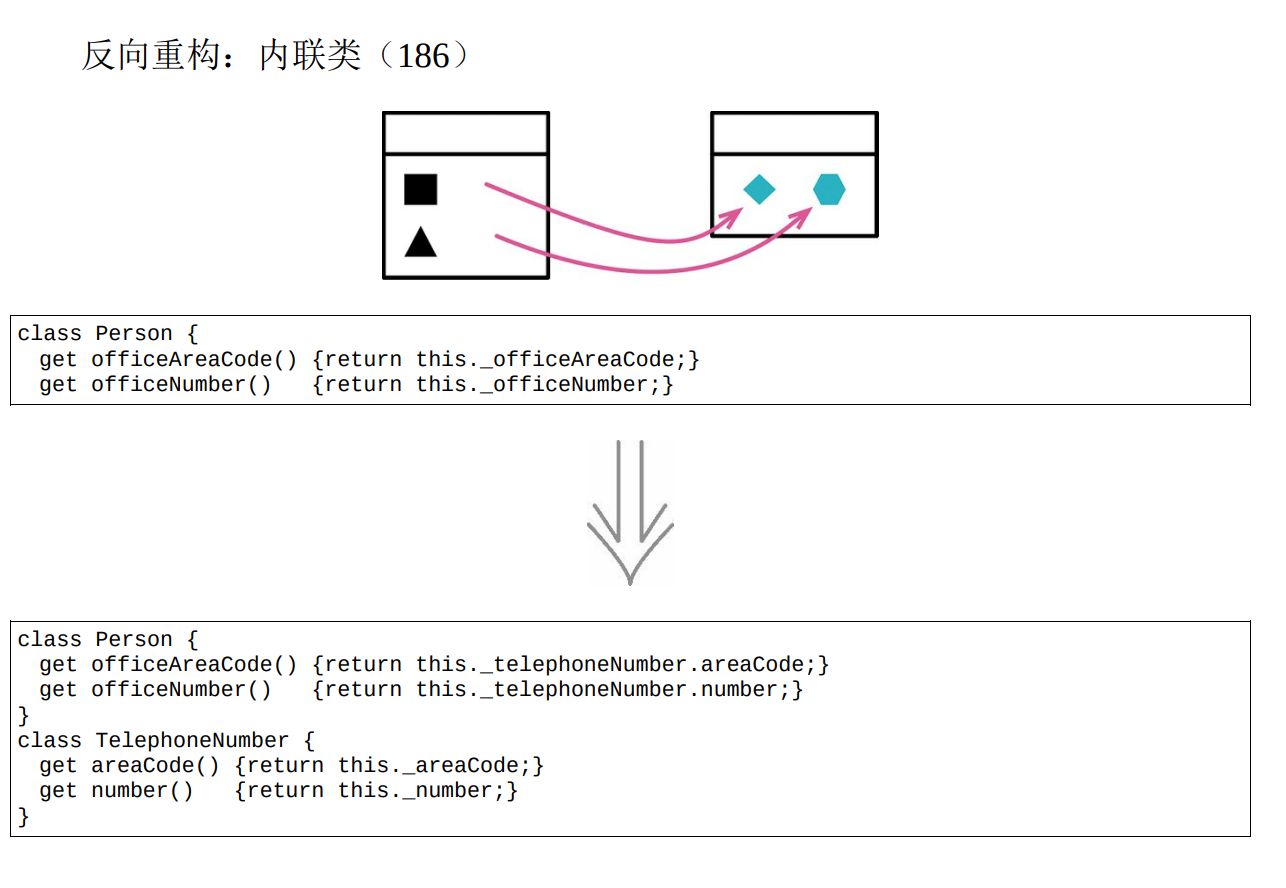 反向重构：内联类（186）
class Person {
  get officeAreaCode() {return this._officeAreaCode;}
  get officeNumber()   {return this._officeNumber;}
class Person {
  get officeAreaCode() {return this._telephoneNumber.areaCode;}
  get officeNumber()   {return this._telephoneNumber.number;}
}
class TelephoneNumber {
  get areaCode() {return this._areaCode;}
  get number()   {return this._number;}
}